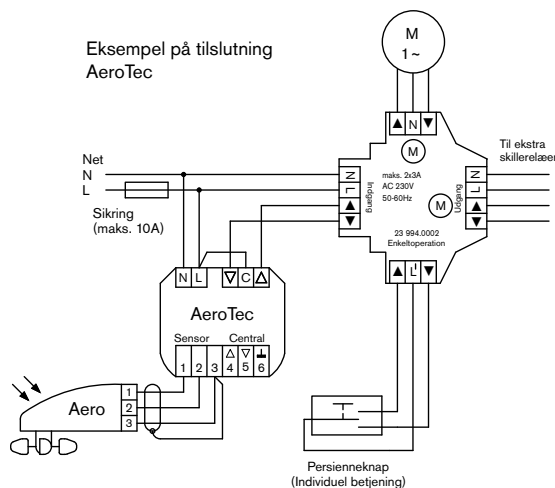 Eksempel på tilslutning
AeroTec
M
1~
▲ N ▼
M
Til ekstra
skillerelæer
Net
N
L
Sikring
(maks. 10A)
N
L
▲
▼
Indgang
maks. 2x3A
AC 230V
50-60Hz
M
Udgang
N
L
▲
▼
23 994.0002
Enkeltoperation
▲ L' ▼
N L ▽ C △
AeroTec
Sensor Central
△ ▽
1 2 3 4 5 6
Aero
1
2
3
Persienneknap
(Individuel betjening)